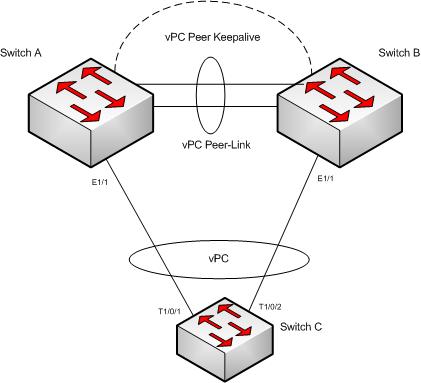 vPC Peer Keepalive
Switch A
Switch B
vPC Peer-Link
E1/1
E1/1
vPC
T1/0/1
T1/0/2
Switch C